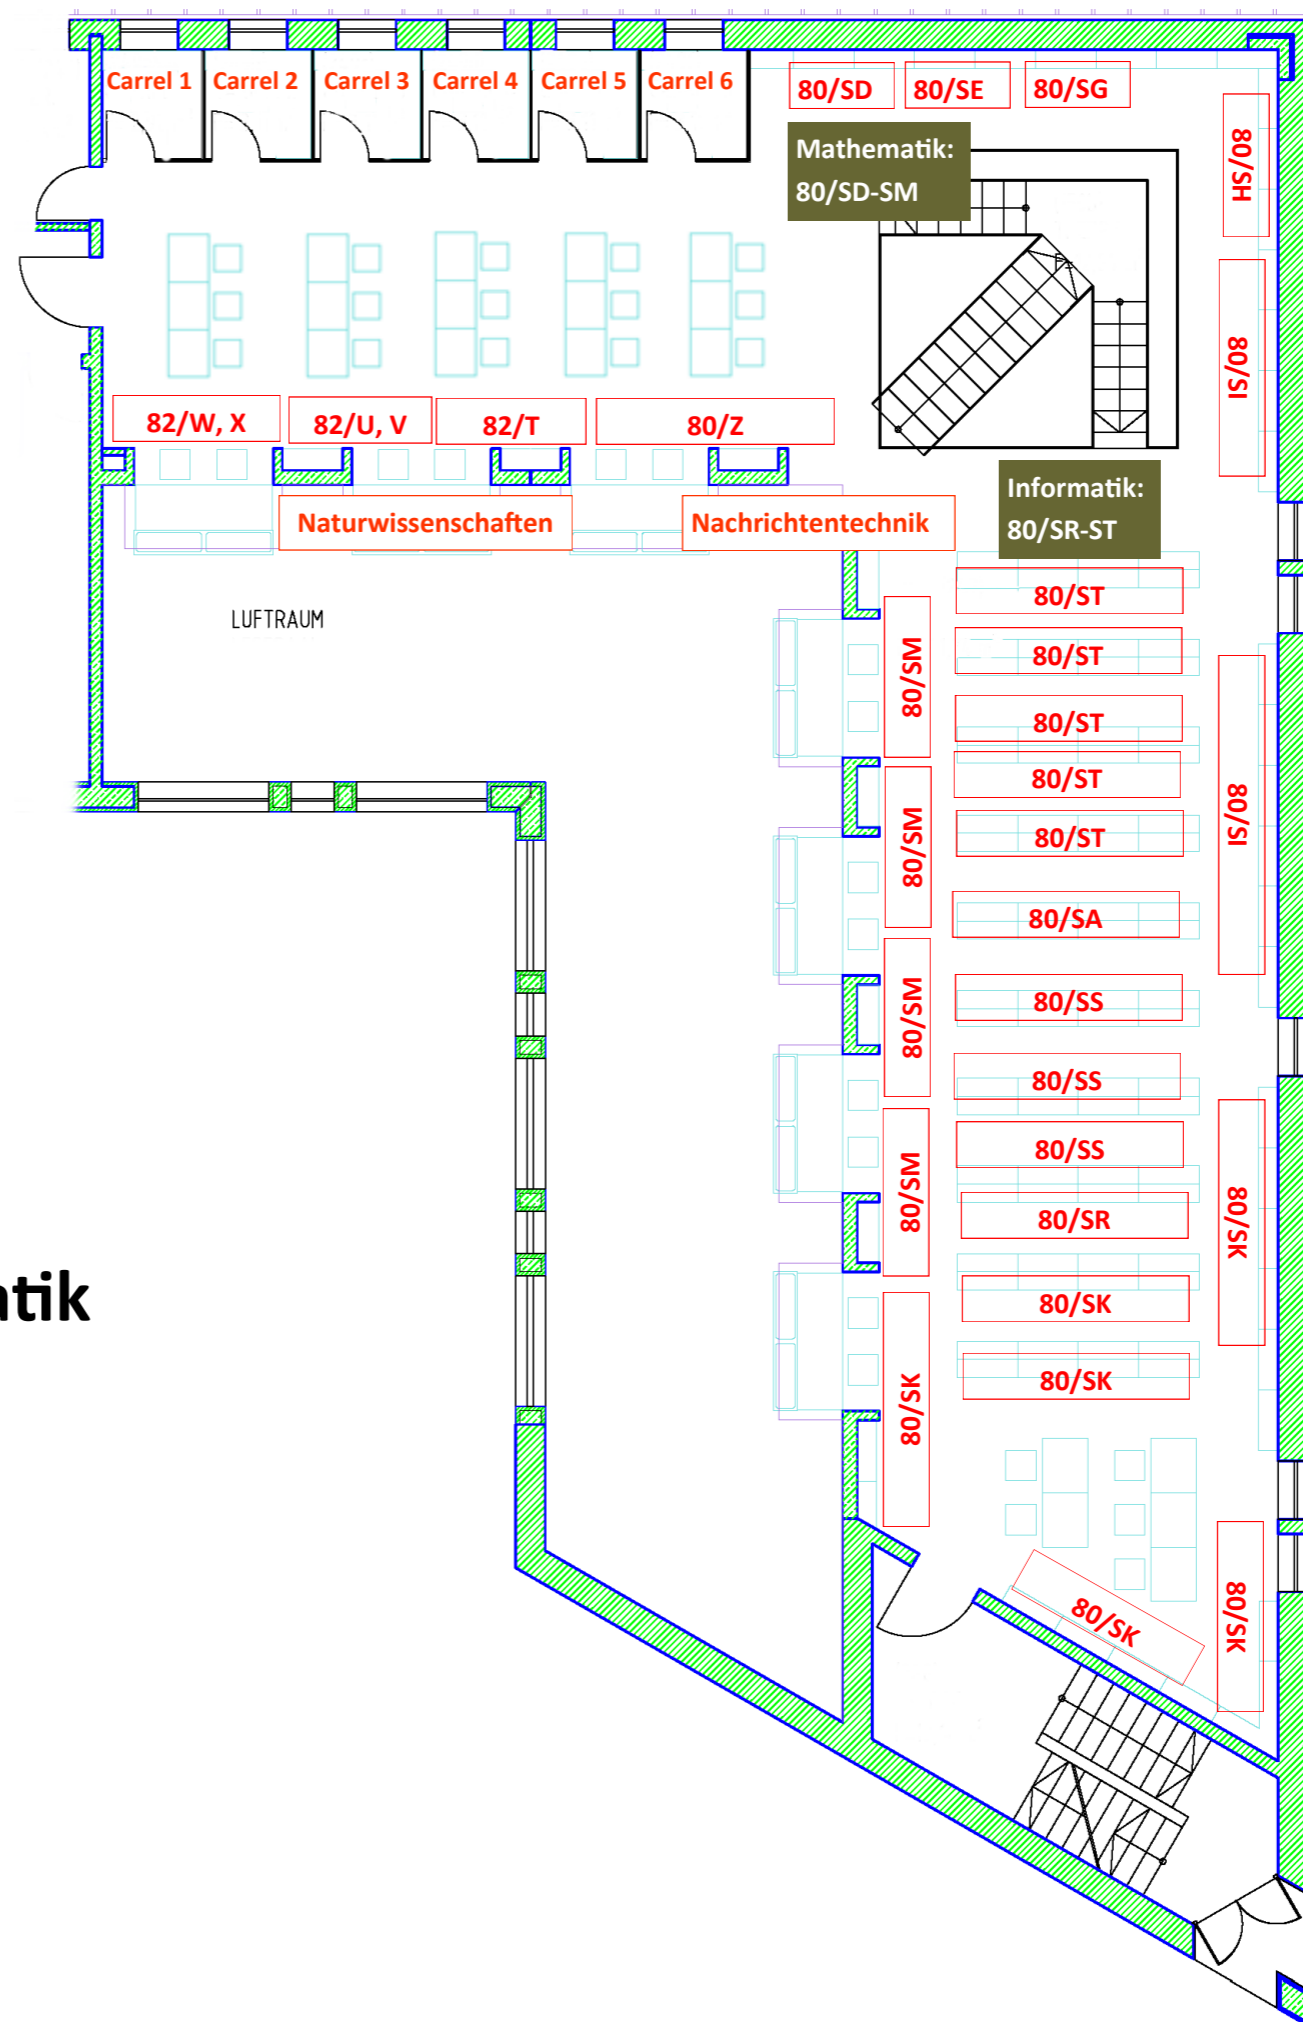 Carrel 1
Carrel 2
Carrel 3
Carrel 4
Carrel 5
Carrel 6
80/SD
80/SE
80/SG
80/SH
Mathematik:
80/SD-SM
80/SI
82/W, X
82/U, V
82/T
80/Z
Naturwissenschaften
Nachrichtentechnik
Informatik:
80/SR-ST
LUFTRAUM
80/ST
80/ST
80/ST
80/ST
80/ST
80/SA
80/SS
80/SS
80/SS
80/SR
80/SK
80/SK
80/SM
80/SM
80/SM
80/SM
80/SK
80/SI
80/SK
80/SK
80/SK
tik